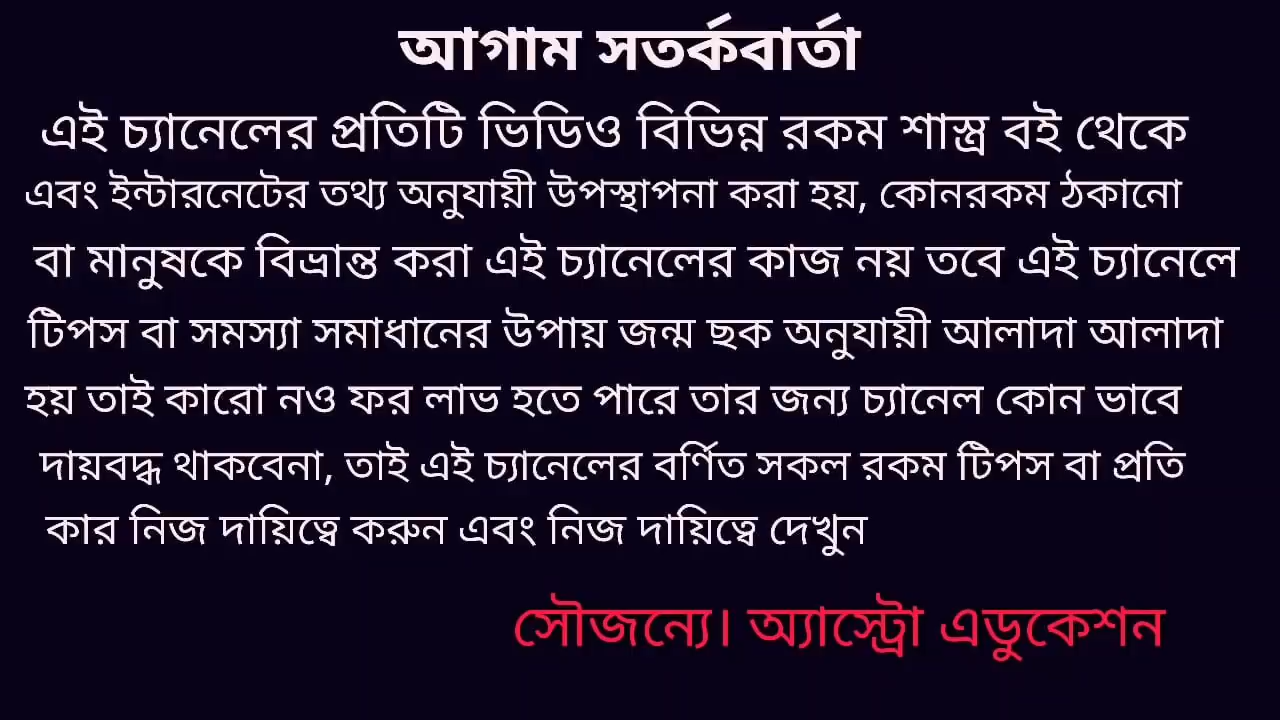 আগাম সতর্কবার্তা
এই চ্যানেলের প্রতিটি ভিডিও বিভিন্ন রকম শাস্ত্র বই থেকে
এবং ইন্টারনেটের তথ্য অনুযায়ী উপস্থাপনা করা হয়, কোনরকম ঠকানো
বা মানুষকে বিভ্রান্ত করা এই চ্যানেলের কাজ নয় তবে এই চ্যানেলে
টিপস বা সমস্যা সমাধানের উপায় জন্ম ছক অনুযায়ী আলাদা আলাদা
হয় তাই কারো নও ফর লাভ হতে পারে তার জন্য চ্যানেল কোন ভাবে
দায়বদ্ধ থাকবেনা, তাই এই চ্যানেলের বর্ণিত সকল রকম টিপস বা প্রতি
কার নিজ দায়িত্বে করুন এবং নিজ দায়িত্বে দেখুন
সৌজন্যে। অ্যাস্ট্রো এডুকেশন